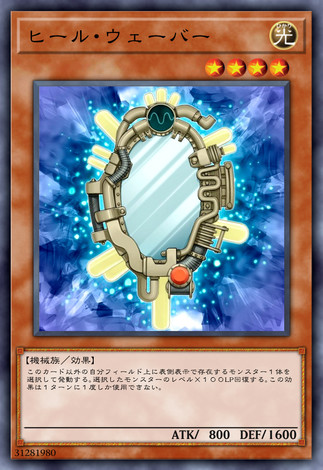 ヒール・ウェーバー
光
【機械族/効果】
このカード以外の自分フィールド上に表側表示で存在するモンスター1体を
選択して発動する。選択したモンスターのレベル×100LP回復する。この効
果は1ターンに1度しか使用できない。
ATK/ 800 DEF/1600
31281980